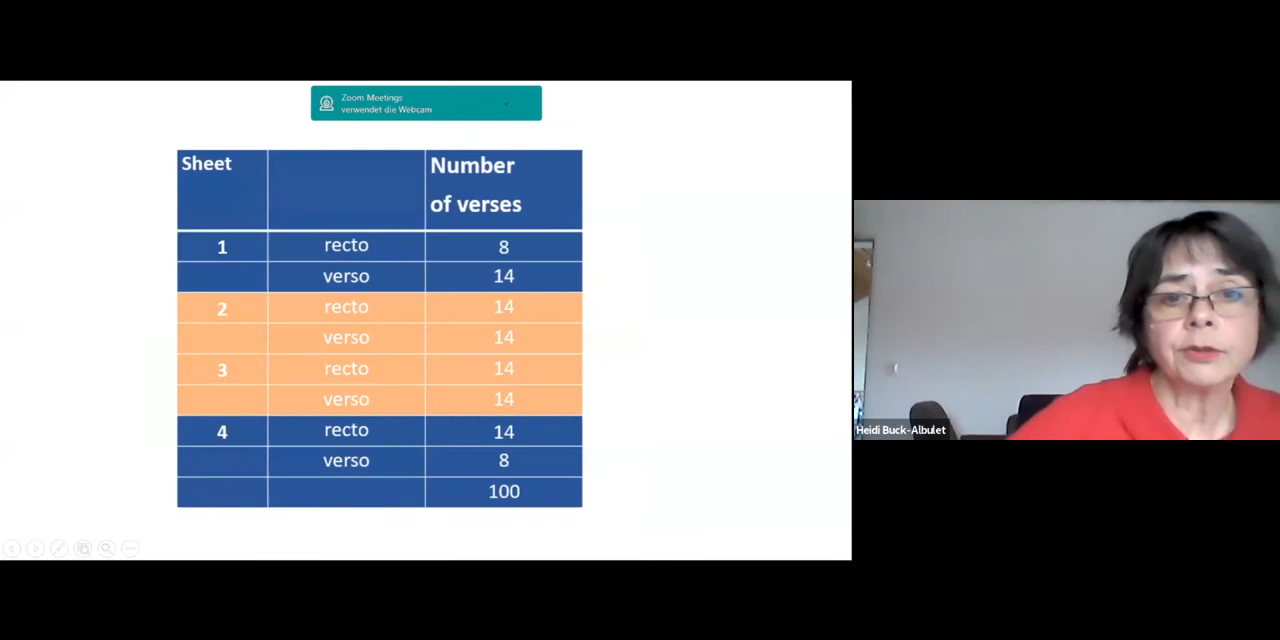 Zoom Meetings
verwendet die Webcam
Sheet Number
of verses
1 recto 8
verso 14
2 recto 14
verso 14
3 recto 14
verso 14
4 recto 14
verso 8
100
Heidi Buck-Albulet